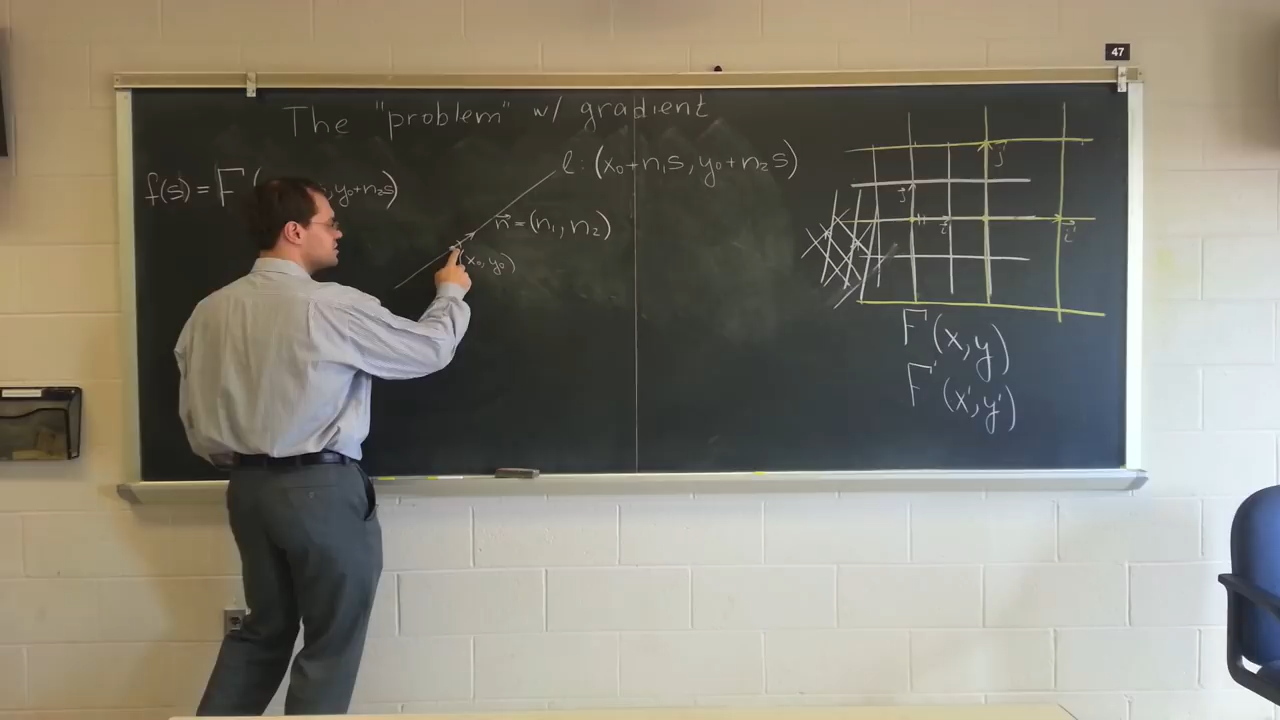 The "problem" w/ gradient
f(s) = F( , y₀+n₂s)
l: (x₀+n₁s, y₀+n₂s)
n⃗ = (n₁, n₂)
(x₀, y₀)
j⃗'
j⃗
i⃗
i⃗'
F(x, y)
F'(x', y')
47